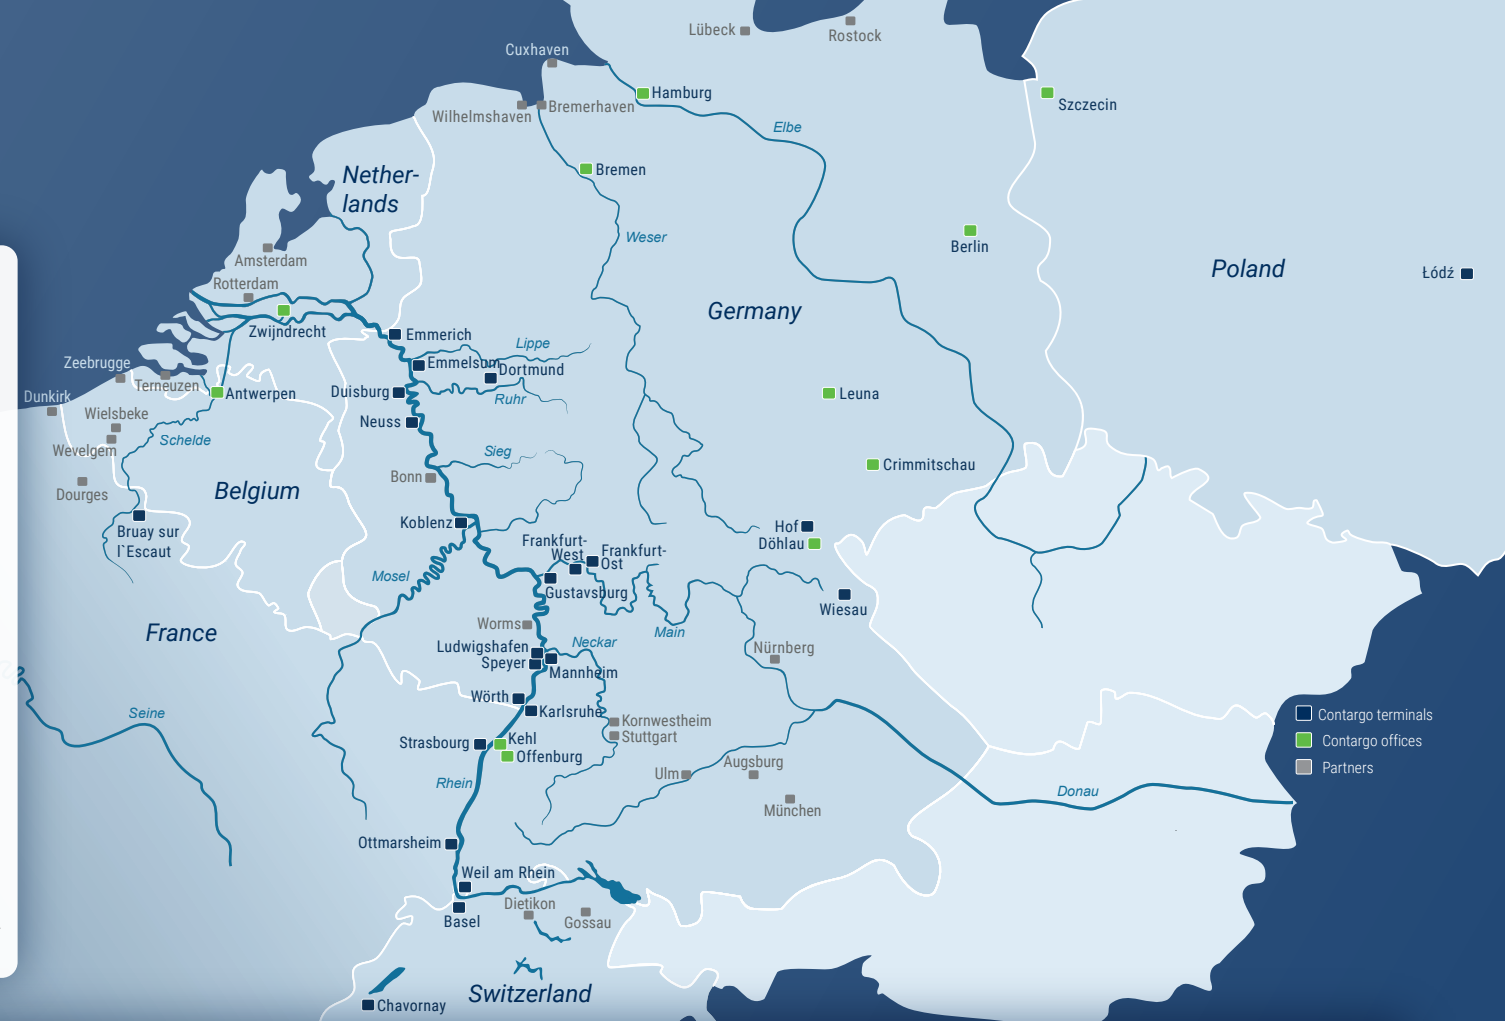 Lübeck
Rostock
Cuxhaven
Hamburg
Wilhelmshaven
Bremerhaven
Szczecin
Elbe
Bremen
Nether-
lands
Weser
Berlin
Amsterdam
Poland
Łódź
Rotterdam
Germany
Zwijndrecht
Emmerich
Lippe
Zeebrugge
Emmelsum
Dortmund
Terneuzen
Duisburg
Antwerpen
Leuna
Dunkirk
Ruhr
Wielsbeke
Neuss
Schelde
Wevelgem
Sieg
Crimmitschau
Bonn
Dourges
Belgium
Koblenz
Hof
Bruay sur
l`Escaut
Döhlau
Frankfurt-
West
Frankfurt-
Ost
Mosel
Gustavsburg
Wiesau
Worms
France
Main
Neckar
Ludwigshafen
Nürnberg
Speyer
Mannheim
Wörth
Karlsruhe
Seine
Kornwestheim
Contargo terminals
Stuttgart
Strasbourg
Kehl
Contargo offices
Offenburg
Augsburg
Partners
Ulm
Rhein
Donau
München
Ottmarsheim
Weil am Rhein
Dietikon
Basel
Gossau
Switzerland
Chavornay